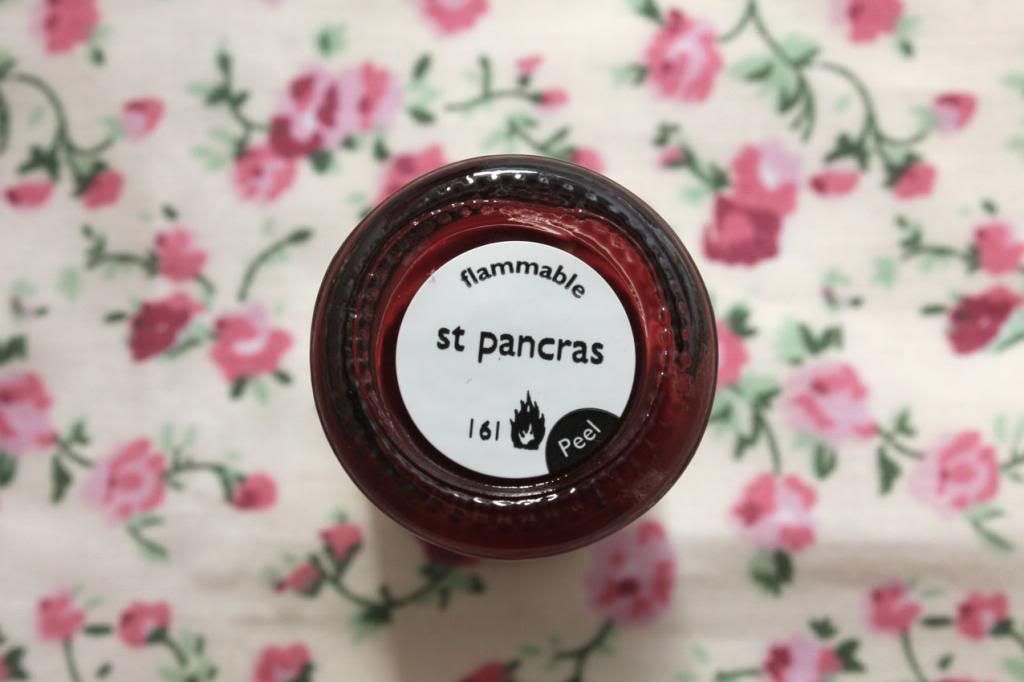 flammable
st pancras
161
Peel